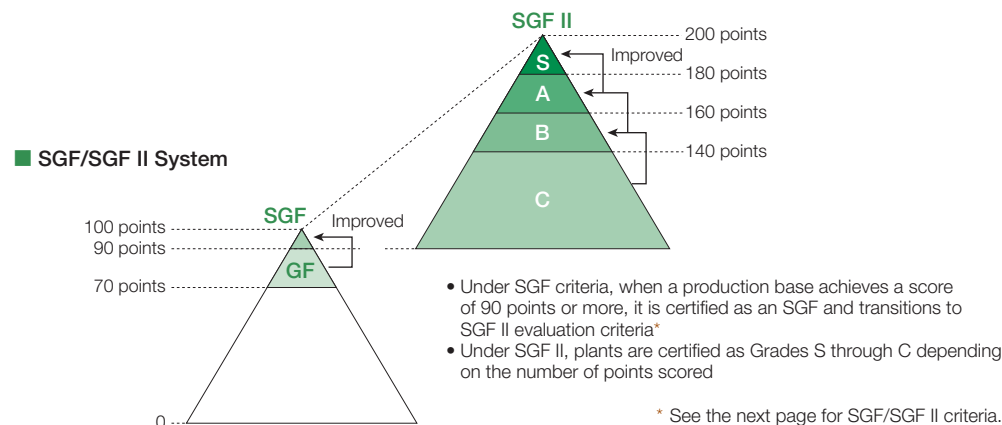 SGF II
200 points
Improved
S
180 points
A
160 points
B
140 points
■ SGF/SGF II System
C
SGF
Improved
100 points
90 points
GF
70 points
0
• Under SGF criteria, when a production base achieves a score
of 90 points or more, it is certified as an SGF and transitions to
SGF II evaluation criteria*
• Under SGF II, plants are certified as Grades S through C depending
on the number of points scored
* See the next page for SGF/SGF II criteria.